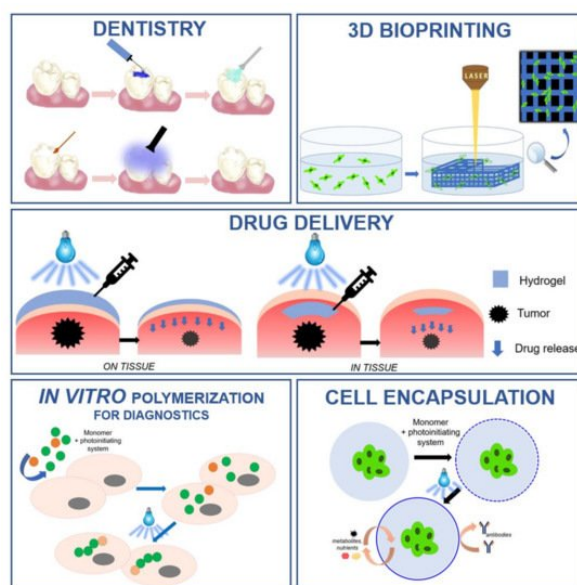 DENTISTRY
3D BIOPRINTING
LASER
DRUG DELIVERY
Hydrogel
Tumor
Drug release
ON TISSUE
IN TISSUE
IN VITRO POLYMERIZATION
FOR DIAGNOSTICS
Monomer
+ photoinitiating
system
CELL ENCAPSULATION
Monomer
+ photoinitiating
system
metabolites
nutrients
antibodies